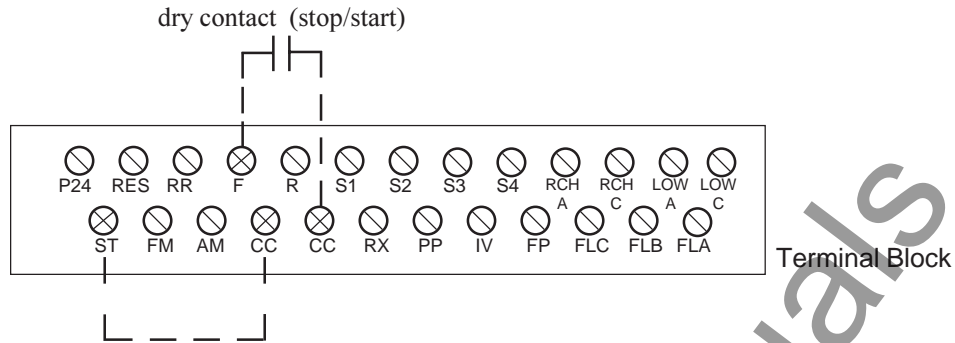 dry contact (stop/start)
P24 RES RR F R S1 S2 S3 S4 RCH A RCH C LOW A LOW C
ST FM AM CC CC RX PP IV FP FLC FLB FLA
Terminal Block
uals